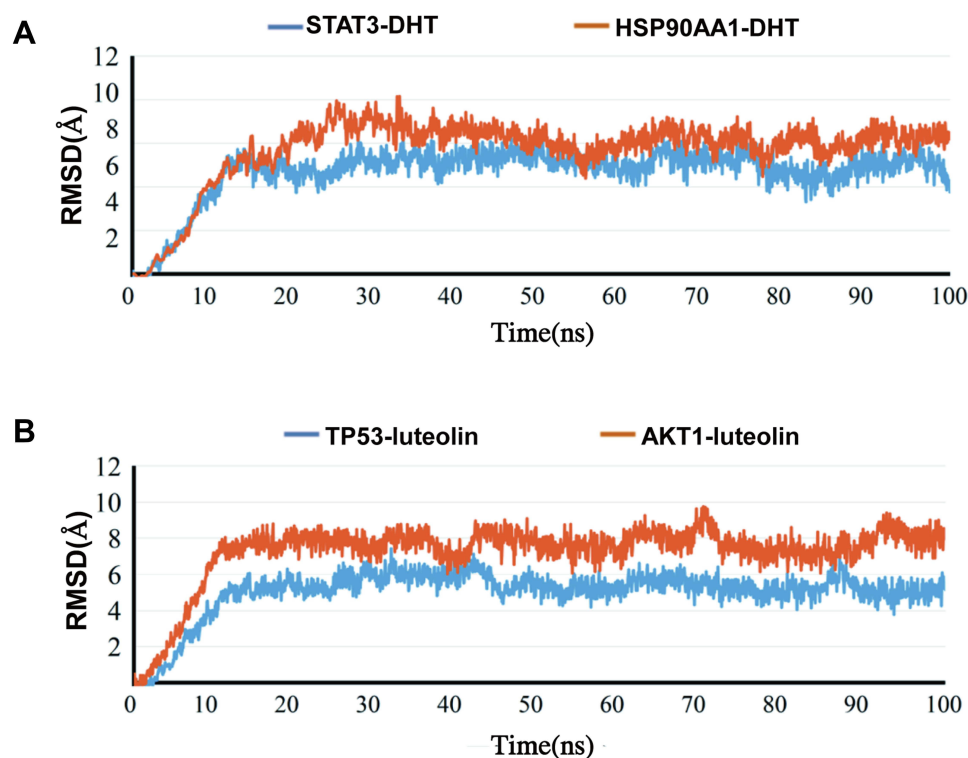 A
STAT3-DHT HSP90AA1-DHT
RMSD(Å)
12
10
8
6
4
2
0 10 20 30 40 50 60 70 80 90 100
Time(ns)
B
TP53-luteolin AKT1-luteolin
RMSD(Å)
12
10
8
6
4
2
0 10 20 30 40 50 60 70 80 90 100
Time(ns)